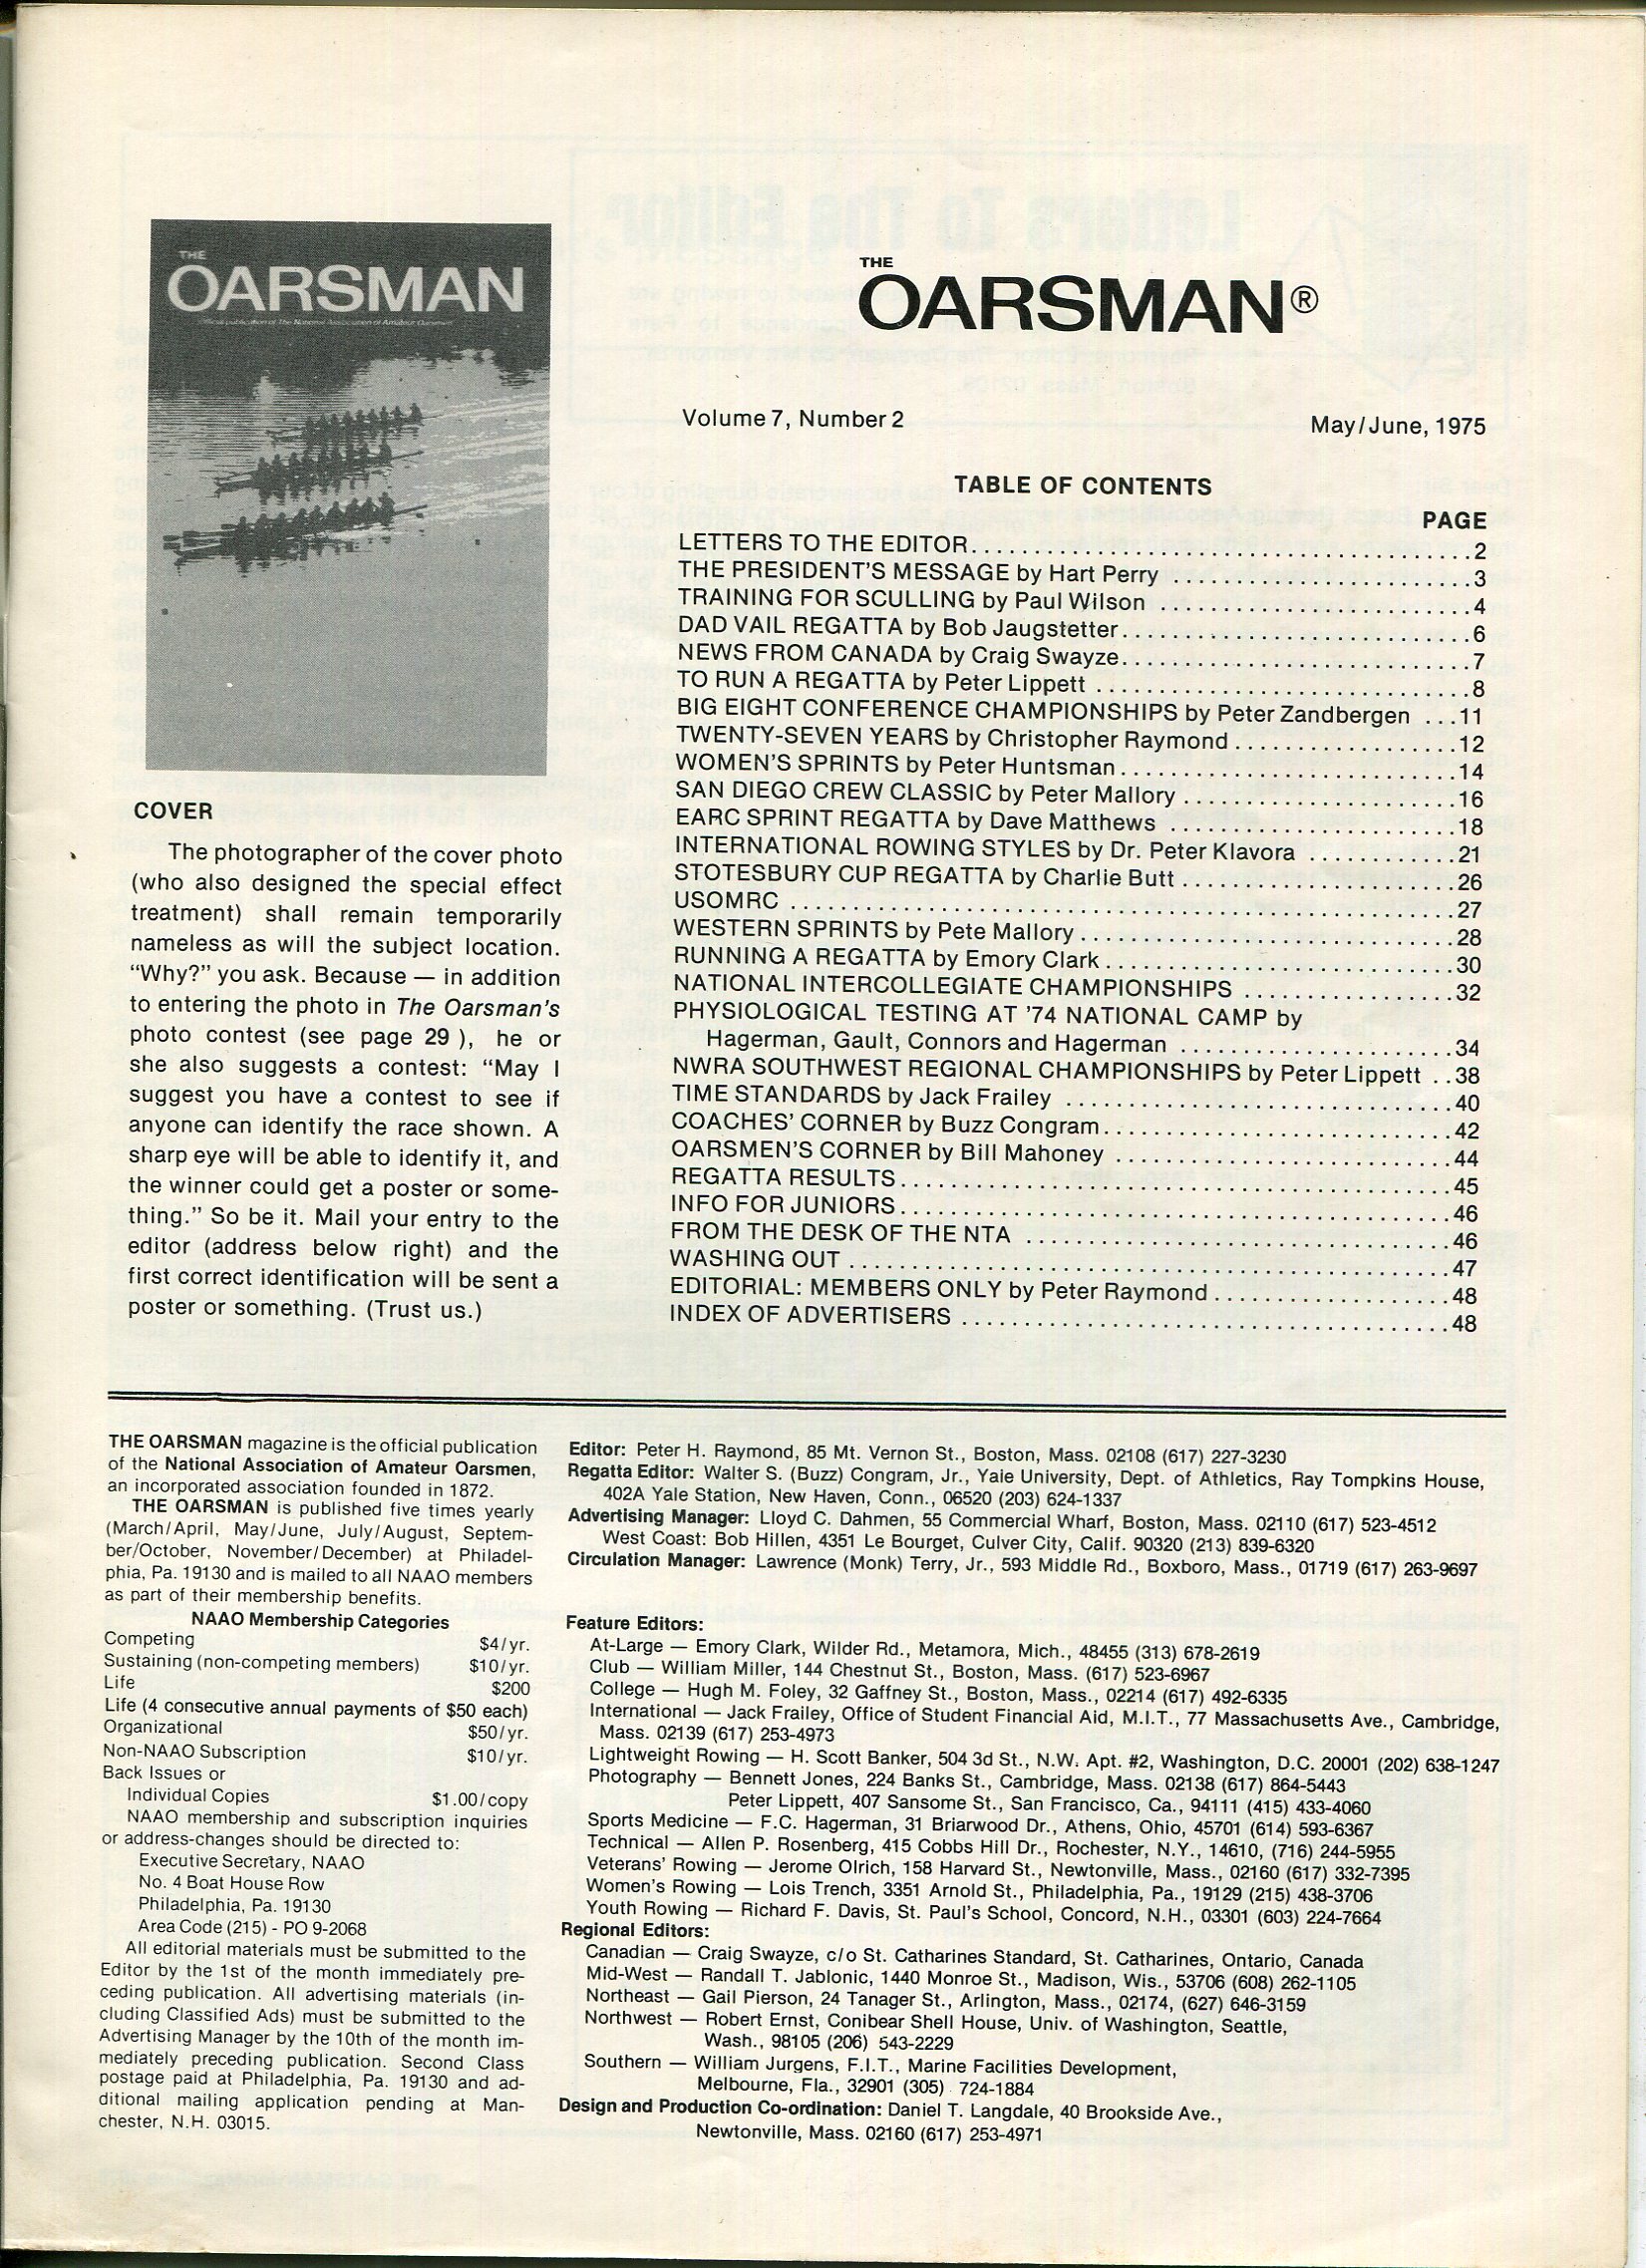 THE
OARSMAN
Official publication of The National Association of Amateur Oarsmen
THE
OARSMAN®
Volume 7, Number 2
May/June, 1975
TABLE OF CONTENTS
PAGE
LETTERS TO THE EDITOR.................................2
THE PRESIDENT'S MESSAGE by Hart Perry ....................3
TRAINING FOR SCULLING by Paul Wilson .....................4
DAD VAIL REGATTA by Bob Jaugstetter.......................6
NEWS FROM CANADA by Craig Swayze.......................7
TO RUN A REGATTA by Peter Lippett .........................8
BIG EIGHT CONFERENCE CHAMPIONSHIPS by Peter Zandbergen ...11
TWENTY-SEVEN YEARS by Christopher Raymond ...............12
WOMEN'S SPRINTS by Peter Huntsman.......................14
SAN DIEGO CREW CLASSIC by Peter Mallory ...................16
EARC SPRINT REGATTA by Dave Matthews ...................18
INTERNATIONAL ROWING STYLES by Dr. Peter Klavora ..........21
STOTESBURY CUP REGATTA by Charlie Butt ...................26
USOMRC .............................................27
WESTERN SPRINTS by Pete Mallory..........................28
RUNNING A REGATTA by Emory Clark........................30
NATIONAL INTERCOLLEGIATE CHAMPIONSHIPS ...............32
PHYSIOLOGICAL TESTING AT '74 NATIONAL CAMP by
Hagerman, Gault, Connors and Hagerman ...................34
NWRA SOUTHWEST REGIONAL CHAMPIONSHIPS by Peter Lippett ..38
TIME STANDARDS by Jack Frailey ...........................40
COACHES' CORNER by Buzz Congram........................42
OARSMEN'S CORNER by Bill Mahoney .......................44
REGATTA RESULTS......................................45
INFO FOR JUNIORS......................................46
FROM THE DESK OF THE NTA ..............................46
WASHING OUT .........................................47
EDITORIAL: MEMBERS ONLY by Peter Raymond.................48
INDEX OF ADVERTISERS ..................................48
COVER
The photographer of the cover photo
(who also designed the special effect
treatment) shall remain temporarily
nameless as will the subject location.
“Why?” you ask. Because — in addition
to entering the photo in The Oarsman's
photo contest (see page 29 ), he or
she also suggests a contest: “May I
suggest you have a contest to see if
anyone can identify the race shown. A
sharp eye will be able to identify it, and
the winner could get a poster or some-
thing.” So be it. Mail your entry to the
editor (address below right) and the
first correct identification will be sent a
poster or something. (Trust us.)
THE OARSMAN magazine is the official publication
of the National Association of Amateur Oarsmen,
an incorporated association founded in 1872.
THE OARSMAN is published five times yearly
(March/April, May/June, July/August, Septem-
ber/October, November/December) at Philadel-
phia, Pa. 19130 and is mailed to all NAAO members
as part of their membership benefits.
NAAO Membership Categories
Competing $4/yr.
Sustaining (non-competing members) $10/yr.
Life $200
Life (4 consecutive annual payments of $50 each)
Organizational $50/yr.
Non-NAAO Subscription $10/yr.
Back Issues or
Individual Copies $1.00/copy
NAAO membership and subscription inquiries
or address-changes should be directed to:
Executive Secretary, NAAO
No. 4 Boat House Row
Philadelphia, Pa. 19130
Area Code (215) - PO 9-2068
All editorial materials must be submitted to the
Editor by the 1st of the month immediately pre-
ceding publication. All advertising materials (in-
cluding Classified Ads) must be submitted to the
Advertising Manager by the 10th of the month im-
mediately preceding publication. Second Class
postage paid at Philadelphia, Pa. 19130 and ad-
ditional mailing application pending at Man-
chester, N.H. 03015.
Editor: Peter H. Raymond, 85 Mt. Vernon St., Boston, Mass. 02108 (617) 227-3230
Regatta Editor: Walter S. (Buzz) Congram, Jr., Yale University, Dept. of Athletics, Ray Tompkins House,
402A Yale Station, New Haven, Conn., 06520 (203) 624-1337
Advertising Manager: Lloyd C. Dahmen, 55 Commercial Wharf, Boston, Mass. 02110 (617) 523-4512
West Coast: Bob Hillen, 4351 Le Bourget, Culver City, Calif. 90320 (213) 839-6320
Circulation Manager: Lawrence (Monk) Terry, Jr., 593 Middle Rd., Boxboro, Mass., 01719 (617) 263-9697
Feature Editors:
At-Large — Emory Clark, Wilder Rd., Metamora, Mich., 48455 (313) 678-2619
Club — William Miller, 144 Chestnut St., Boston, Mass. (617) 523-6967
College — Hugh M. Foley, 32 Gaffney St., Boston, Mass., 02214 (617) 492-6335
International — Jack Frailey, Office of Student Financial Aid, M.I.T., 77 Massachusetts Ave., Cambridge,
Mass. 02139 (617) 253-4973
Lightweight Rowing — H. Scott Banker, 504 3d St., N.W. Apt. #2, Washington, D.C. 20001 (202) 638-1247
Photography — Bennett Jones, 224 Banks St., Cambridge, Mass. 02138 (617) 864-5443
Peter Lippett, 407 Sansome St., San Francisco, Ca., 94111 (415) 433-4060
Sports Medicine — F.C. Hagerman, 31 Briarwood Dr., Athens, Ohio, 45701 (614) 593-6367
Technical — Allen P. Rosenberg, 415 Cobbs Hill Dr., Rochester, N.Y., 14610, (716) 244-5955
Veterans' Rowing — Jerome Olrich, 158 Harvard St., Newtonville, Mass., 02160 (617) 332-7395
Women's Rowing — Lois Trench, 3351 Arnold St., Philadelphia, Pa., 19129 (215) 438-3706
Youth Rowing — Richard F. Davis, St. Paul's School, Concord, N.H., 03301 (603) 224-7664
Regional Editors:
Canadian — Craig Swayze, c/o St. Catharines Standard, St. Catharines, Ontario, Canada
Mid-West — Randall T. Jablonic, 1440 Monroe St., Madison, Wis., 53706 (608) 262-1105
Northeast — Gail Pierson, 24 Tanager St., Arlington, Mass., 02174, (627) 646-3159
Northwest — Robert Ernst, Conibear Shell House, Univ. of Washington, Seattle,
Wash., 98105 (206) 543-2229
Southern — William Jurgens, F.I.T., Marine Facilities Development,
Melbourne, Fla., 32901 (305) 724-1884
Design and Production Co-ordination: Daniel T. Langdale, 40 Brookside Ave.,
Newtonville, Mass. 02160 (617) 253-4971